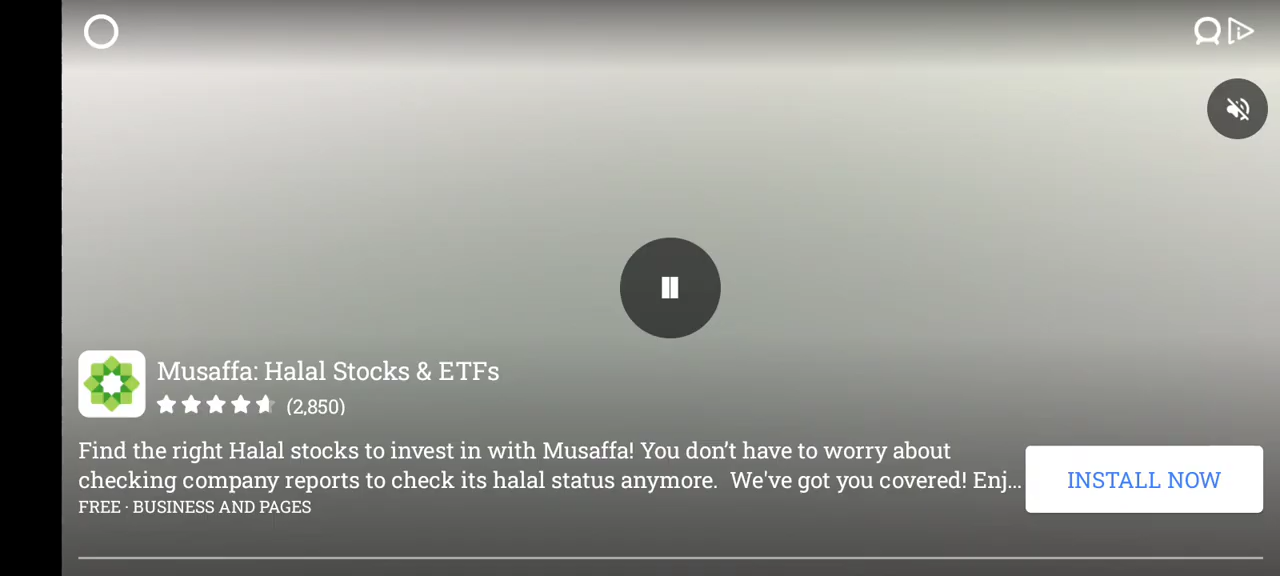 Musaffa: Halal Stocks & ETFs
(2,850)
Find the right Halal stocks to invest in with Musaffa! You don’t have to worry about
checking company reports to check its halal status anymore.  We've got you covered! Enj...
INSTALL NOW
FREE · BUSINESS AND PAGES